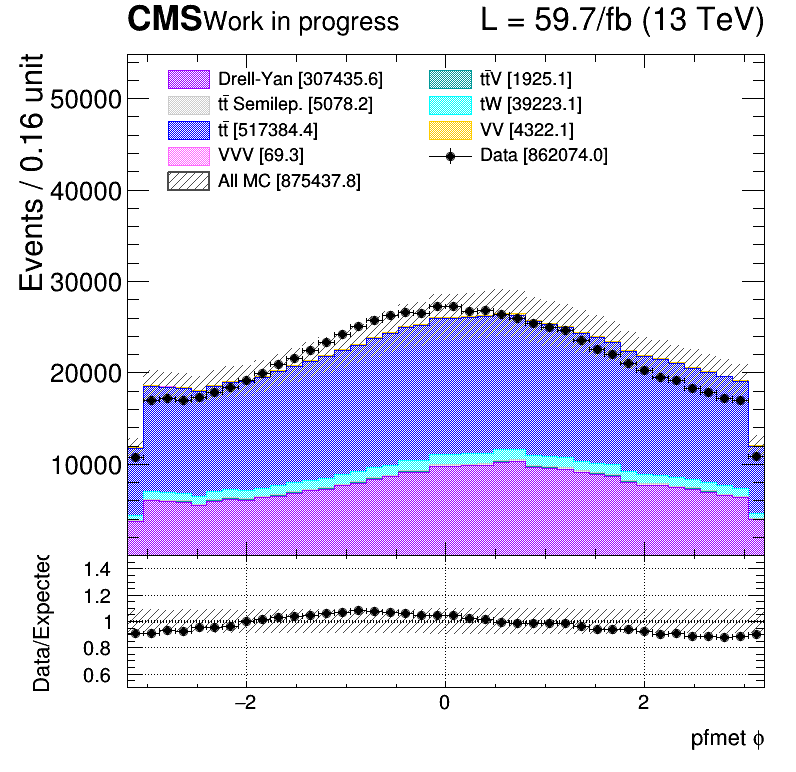 CMS Work in progress L = 59.7/fb (13 TeV)
Drell-Yan [307435.6]
tt̄ Semilep. [5078.2]
tt̄ [517384.4]
VVV [69.3]
All MC [875437.8]
tt̄V [1925.1]
tW [39223.1]
VV [4322.1]
Data [862074.0]
Events / 0.16 unit
50000
40000
30000
20000
10000
Data/Expected
1.4
1.2
1
0.8
0.6
−2 0 2
pfmet ϕ